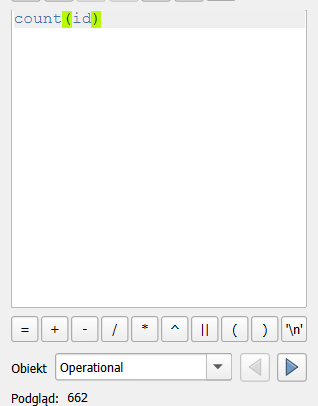 count(id)
= + - / * ^ || ( ) '\n'
Obiekt Operational
Podgląd: 662